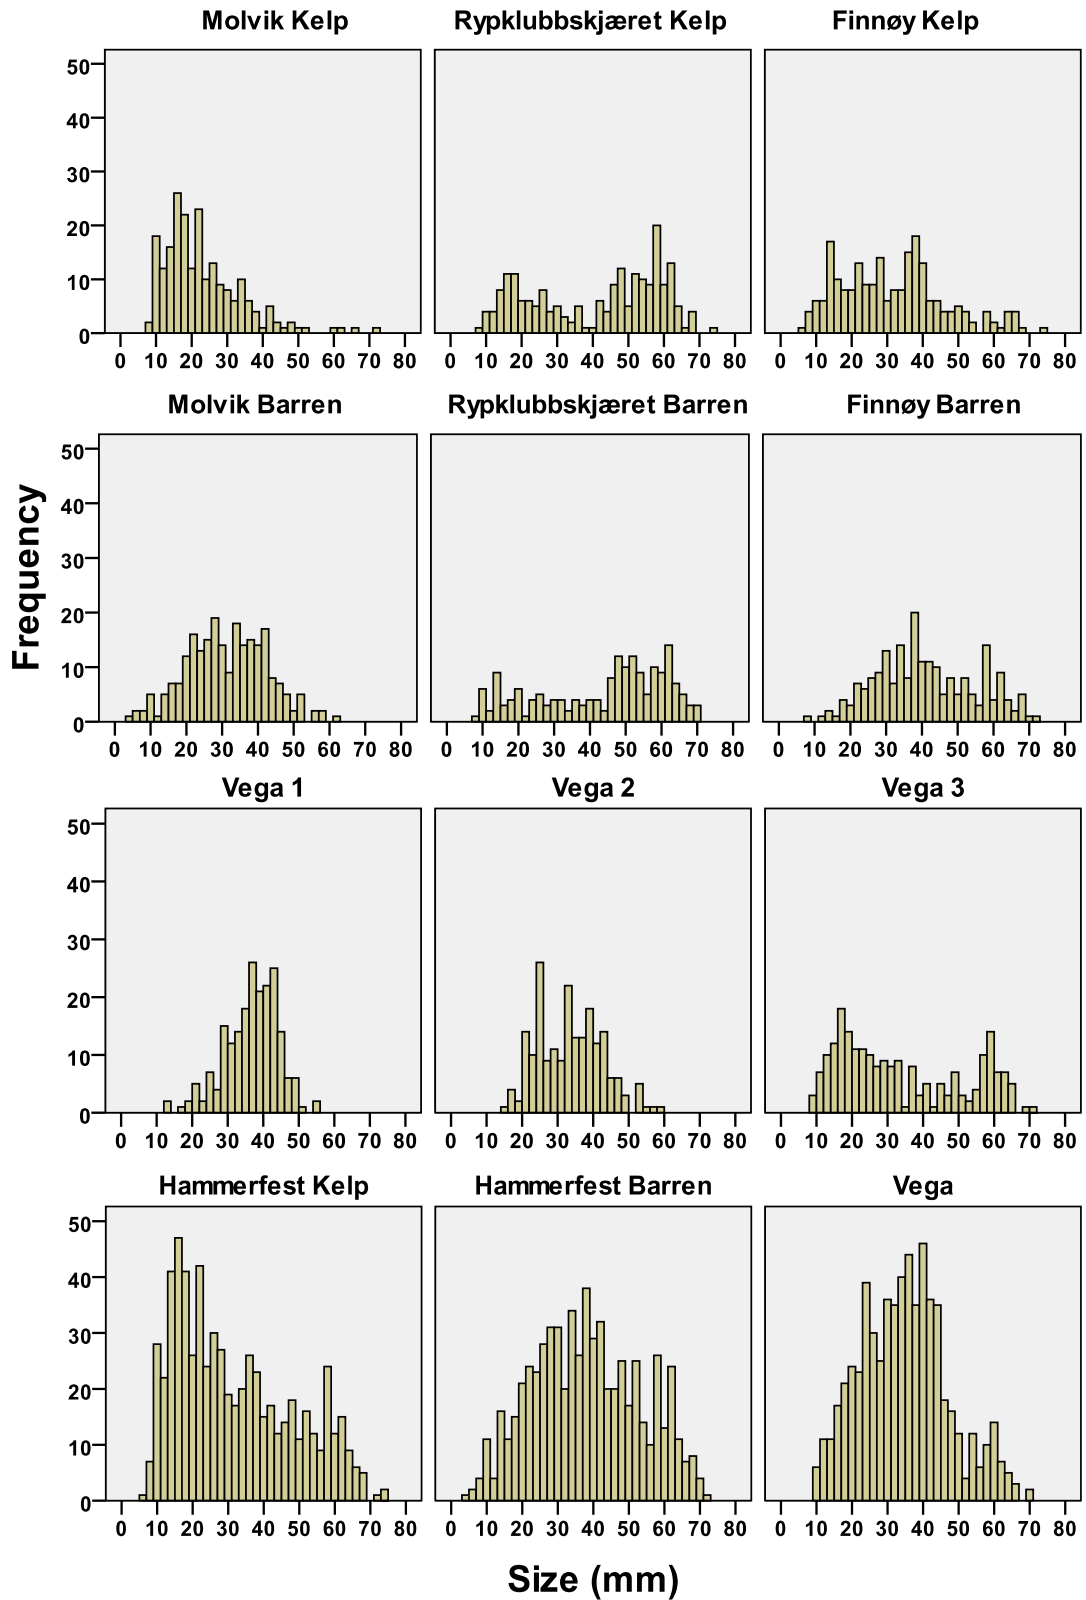 Molvik Kelp Rypklubbskjæret Kelp Finnøy Kelp
50
40
30
20
10
0
0 10 20 30 40 50 60 70 80 0 10 20 30 40 50 60 70 80 0 10 20 30 40 50 60 70 80
Molvik Barren Rypklubbskjæret Barren Finnøy Barren
50
40
30
20
10
0
0 10 20 30 40 50 60 70 80 0 10 20 30 40 50 60 70 80 0 10 20 30 40 50 60 70 80
Frequency
Vega 1 Vega 2 Vega 3
50
40
30
20
10
0
0 10 20 30 40 50 60 70 80 0 10 20 30 40 50 60 70 80 0 10 20 30 40 50 60 70 80
Hammerfest Kelp Hammerfest Barren Vega
50
40
30
20
10
0
0 10 20 30 40 50 60 70 80 0 10 20 30 40 50 60 70 80 0 10 20 30 40 50 60 70 80
Size (mm)